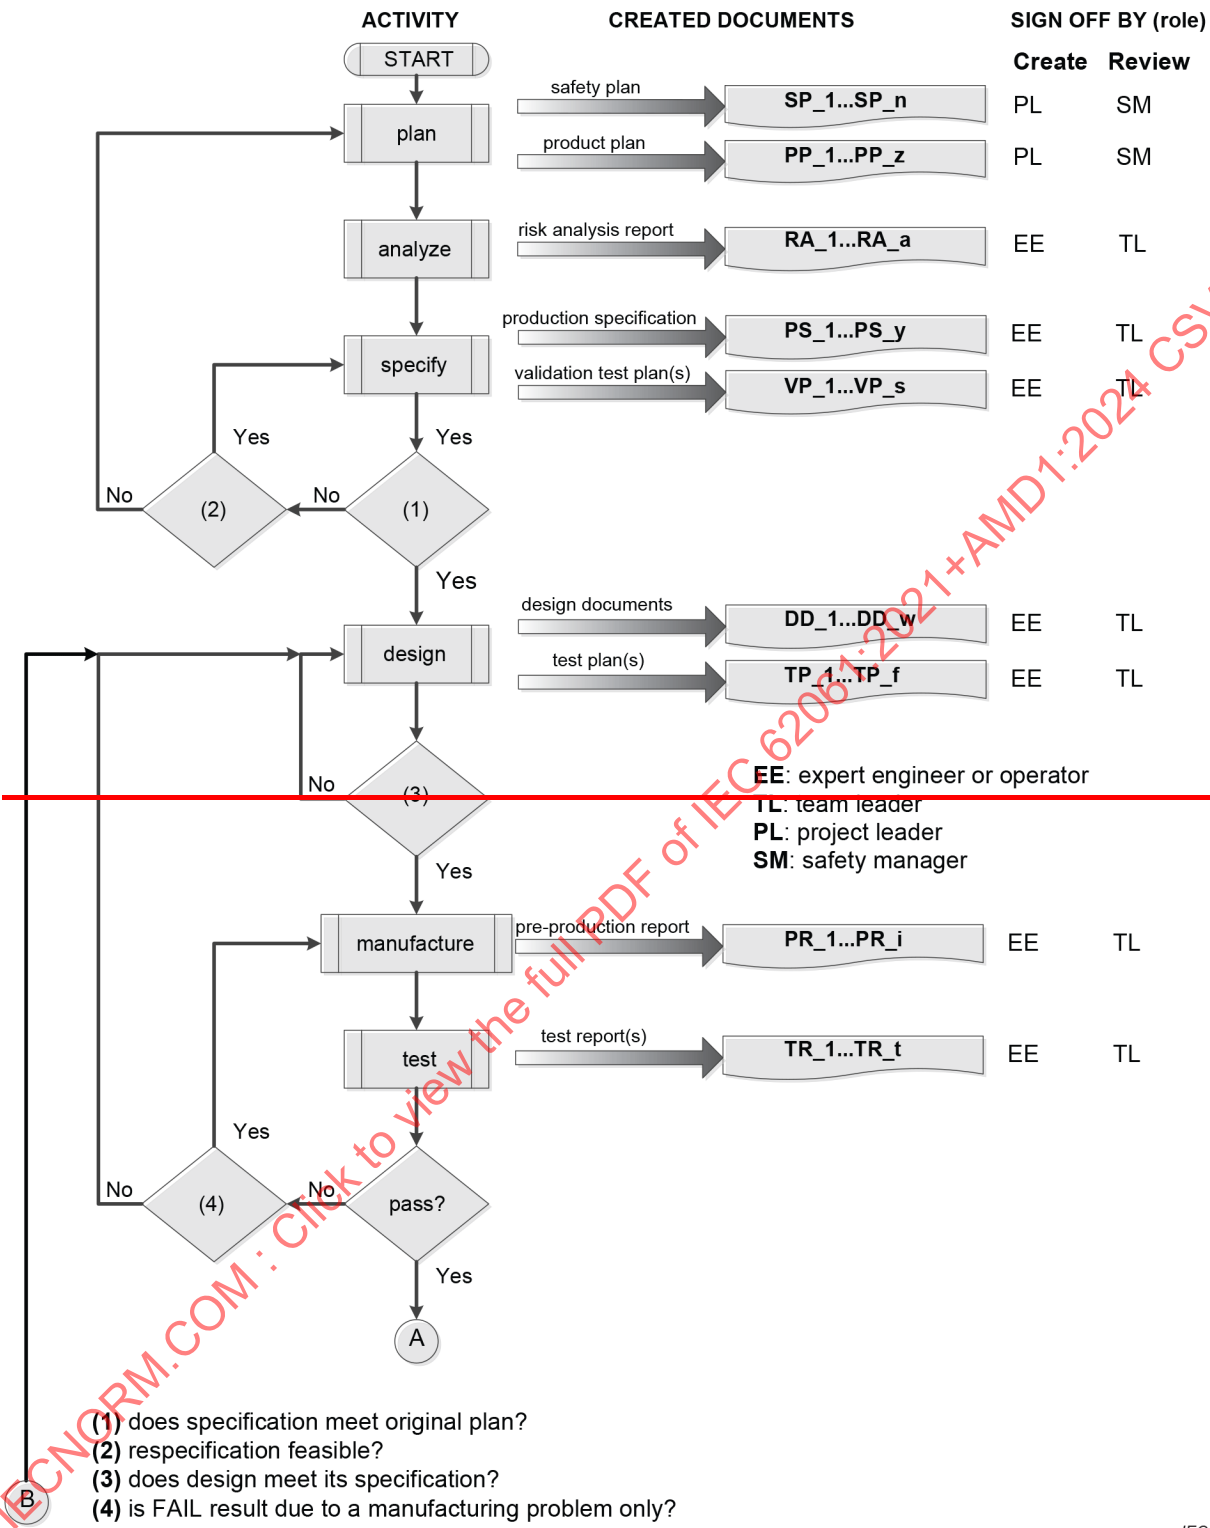 ACTIVITY CREATED DOCUMENTS SIGN OFF BY (role)
START Create Review
safety plan SP_1...SP_n PL SM
plan
product plan PP_1...PP_z PL SM
analyze risk analysis report RA_1...RA_a EE TL
production specification PS_1...PS_y EE TL
specify
validation test plan(s) VP_1...VP_s EE TL
Yes Yes
No (2) No (1)
Yes
design documents DD_1...DD_w EE TL
design
test plan(s) TP_1...TP_f EE TL
EE: expert engineer or operator
No (3) TL: team leader
PL: project leader
SM: safety manager
Yes
manufacture pre-production report PR_1...PR_i EE TL
test test report(s) TR_1...TR_t EE TL
Yes
No (4) No pass?
Yes
A
(1) does specification meet original plan?
(2) respecification feasible?
(3) does design meet its specification?
(4) is FAIL result due to a manufacturing problem only?
B
IECNORM.COM : Click to view the full PDF of IEC 62061:2021+AMD1:2024 CSV